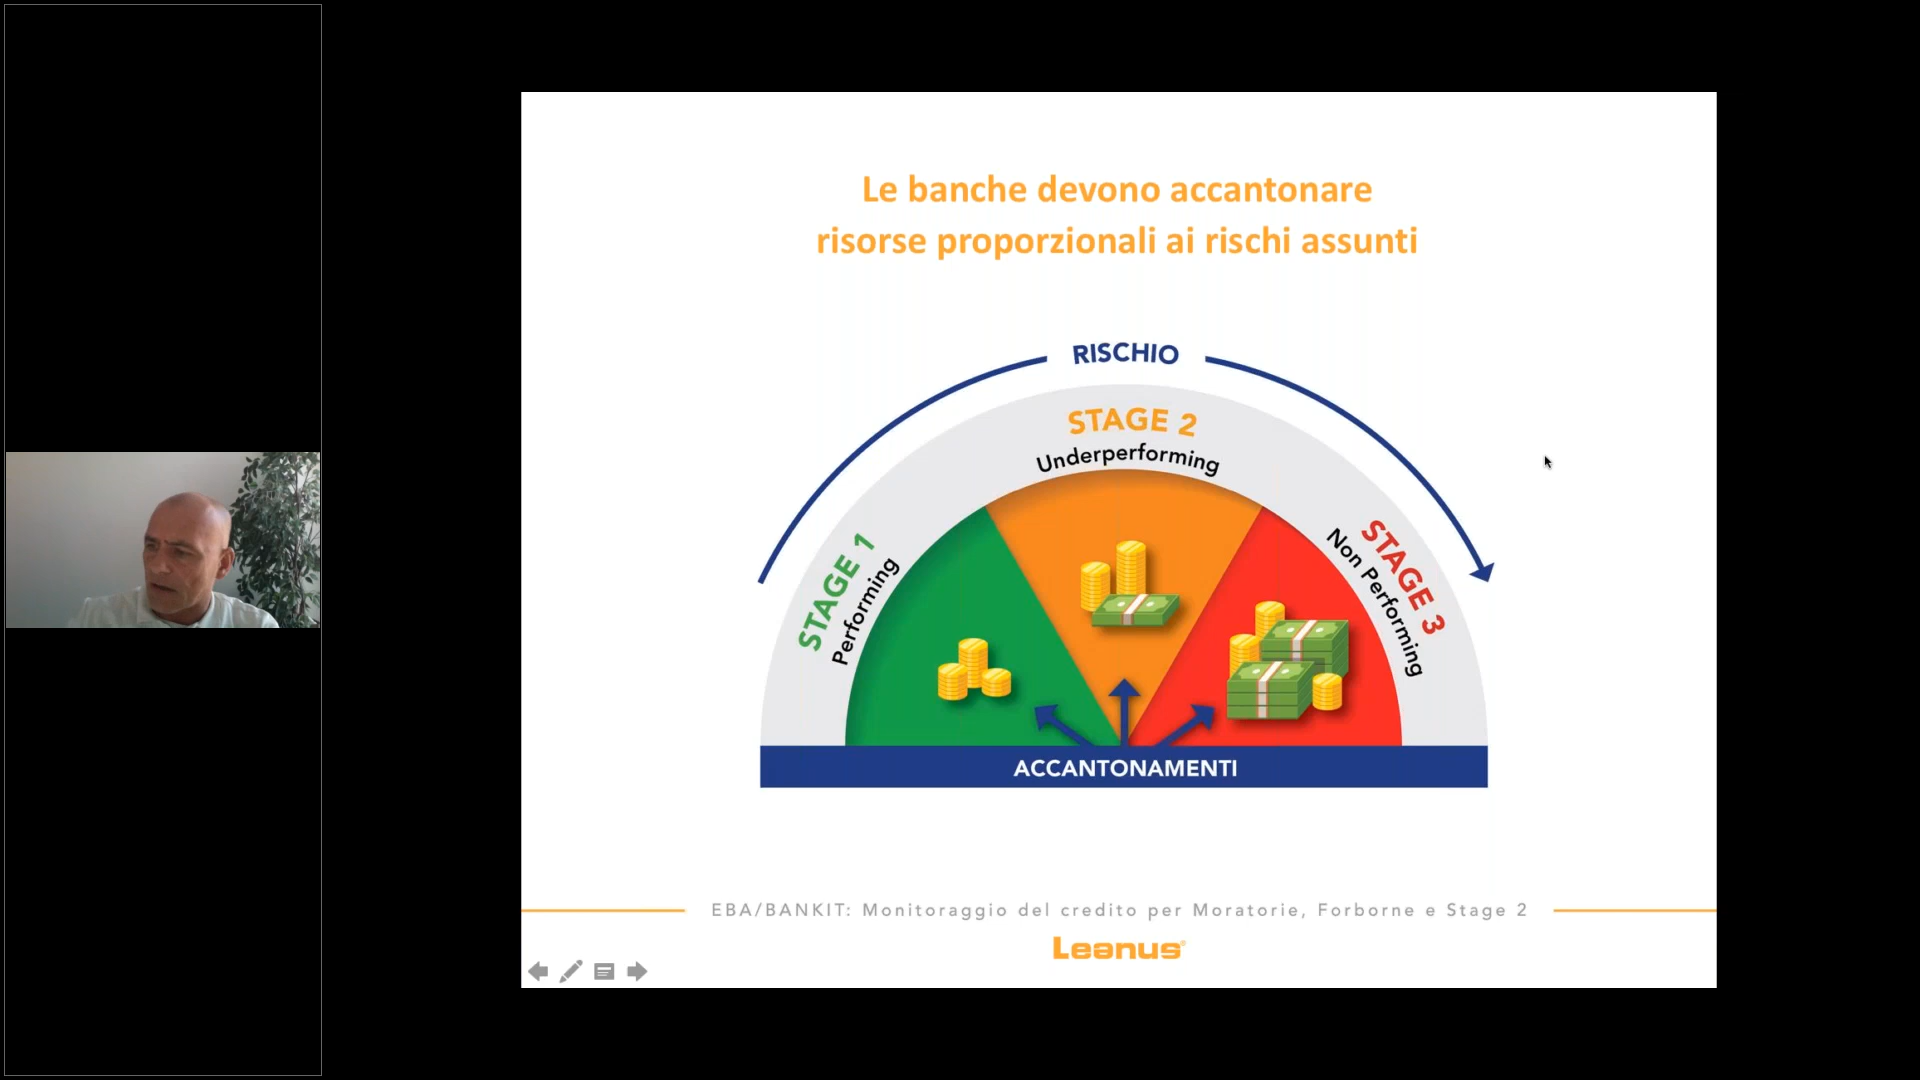 Le banche devono accantonare
risorse proporzionali ai rischi assunti
RISCHIO
STAGE 1
Performing
STAGE 2
Underperforming
STAGE 3
Non Performing
ACCANTONAMENTI
EBA/BANKIT: Monitoraggio del credito per Moratorie, Forborne e Stage 2
Leanus